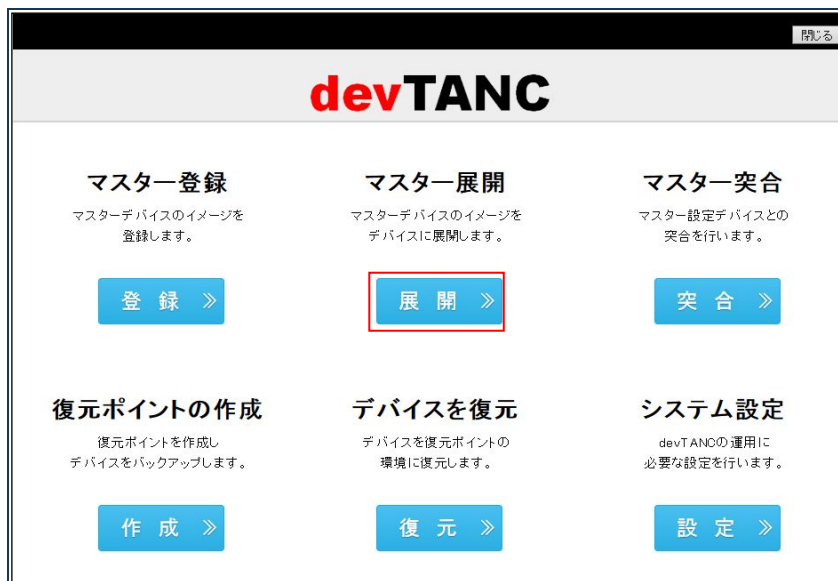 閉じる
devTANC
マスター登録
マスターデバイスのイメージを
登録します。
登 録 》
マスター展開
マスターデバイスのイメージを
デバイスに展開します。
展 開 》
マスター突合
マスター設定デバイスとの
突合を行います。
突 合 》
復元ポイントの作成
復元ポイントを作成し
デバイスをバックアップします。
作 成 》
デバイスを復元
デバイスを復元ポイントの
環境に復元します。
復 元 》
システム設定
devTANCの運用に
必要な設定を行います。
設 定 》